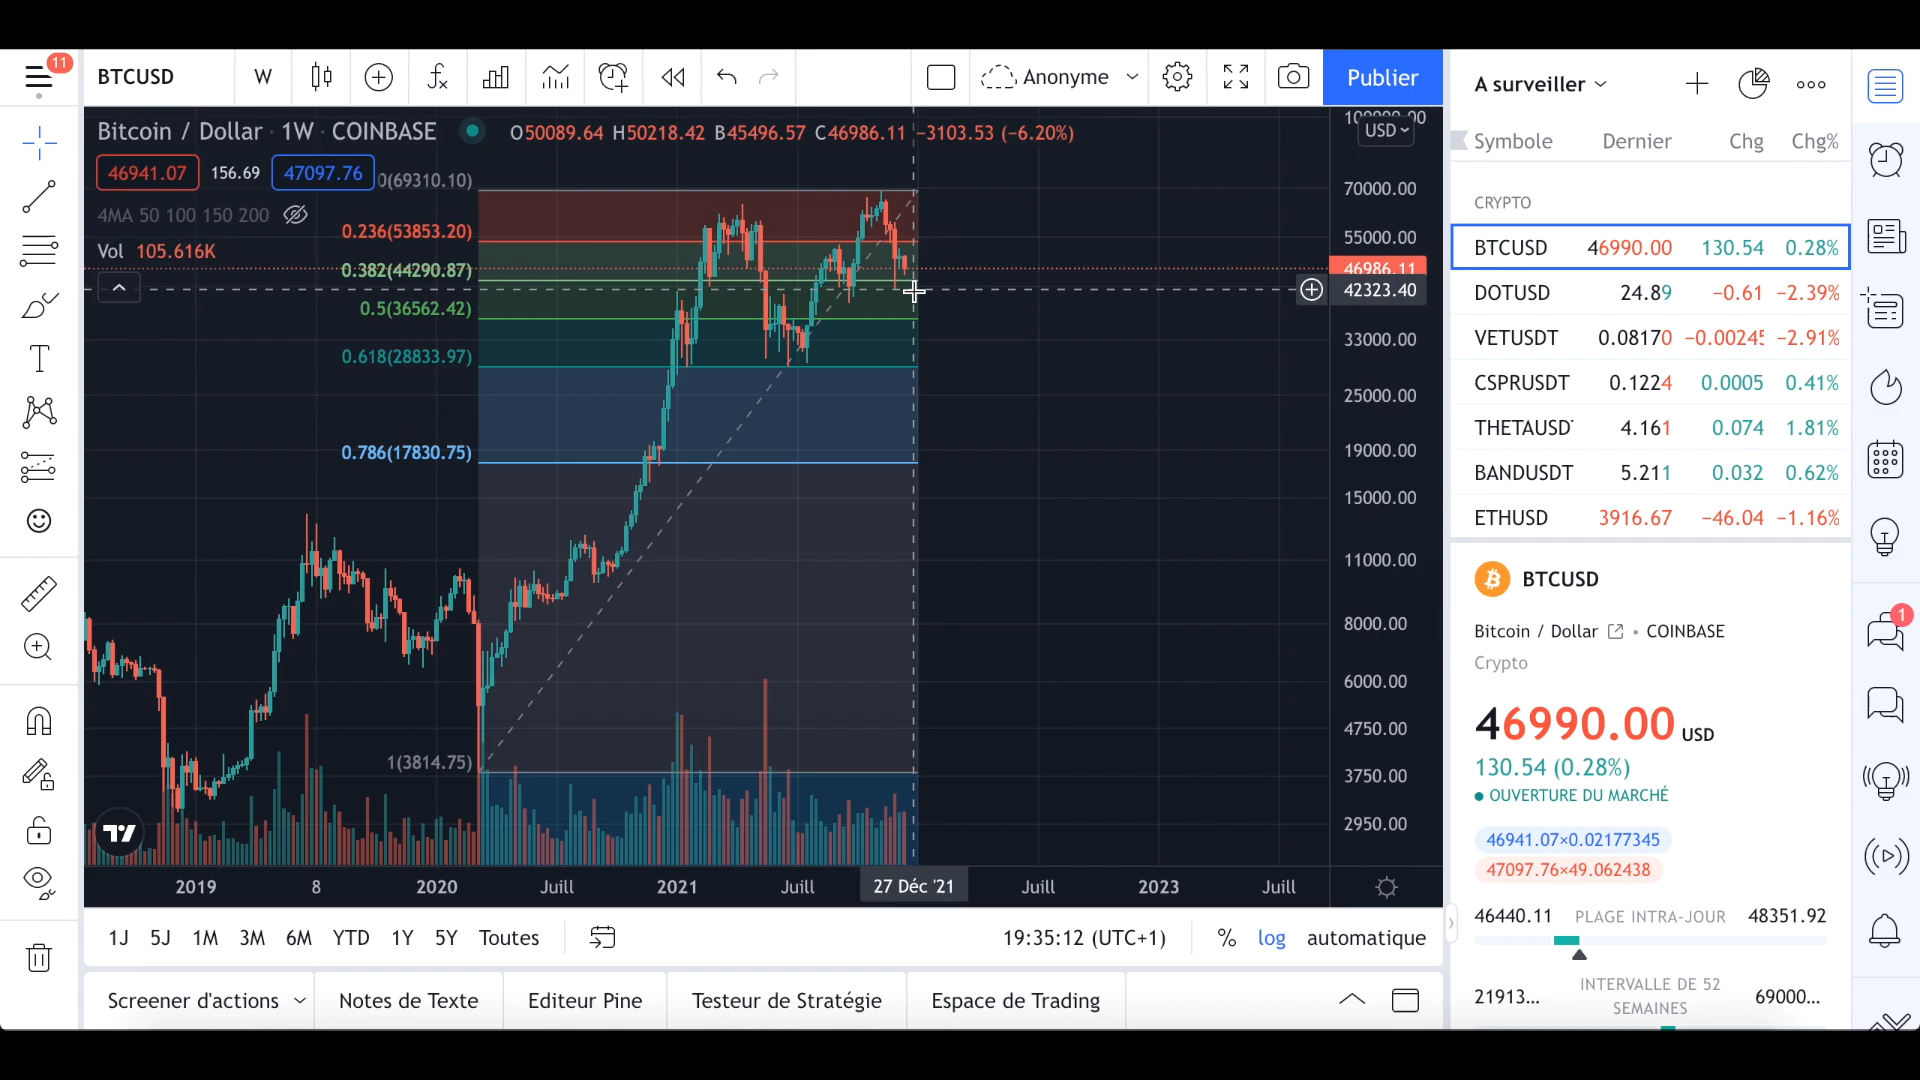 11
BTCUSD
W
Anonyme
Publier
Bitcoin / Dollar · 1W · COINBASE
O50089.64 H50218.42 B45496.57 C46986.11 −3103.53 (−6.20%)
46941.07 156.69 47097.76
4MA 50 100 150 200
Vol 105.616K
0(69310.10)
0.236(53853.20)
0.382(44290.87)
0.5(36562.42)
0.618(28833.97)
0.786(17830.75)
1(3814.75)
USD
70000.00
55000.00
46986.11
42323.40
33000.00
25000.00
19000.00
15000.00
11000.00
8000.00
6000.00
4750.00
3750.00
2950.00
2019 8 2020 Juill 2021 Juill 27 Déc '21 Juill 2023 Juill
1J 5J 1M 3M 6M YTD 1Y 5Y Toutes
19:35:12 (UTC+1) % log automatique
Screener d'actions Notes de Texte Editeur Pine Testeur de Stratégie Espace de Trading
A surveiller
Symbole Dernier Chg Chg%
CRYPTO
BTCUSD 46990.00 130.54 0.28%
DOTUSD 24.89 −0.61 −2.39%
VETUSDT 0.08170 −0.00245 −2.91%
CSPRUSDT 0.1224 0.0005 0.41%
THETAUSD 4.161 0.074 1.81%
BANDUSDT 5.211 0.032 0.62%
ETHUSD 3916.67 −46.04 −1.16%
BTCUSD
Bitcoin / Dollar • COINBASE
Crypto
46990.00 USD
130.54 (0.28%)
OUVERTURE DU MARCHÉ
46941.07×0.02177345
47097.76×49.062438
46440.11 PLAGE INTRA-JOUR 48351.92
21913... INTERVALLE DE 52 SEMAINES 69000...
1